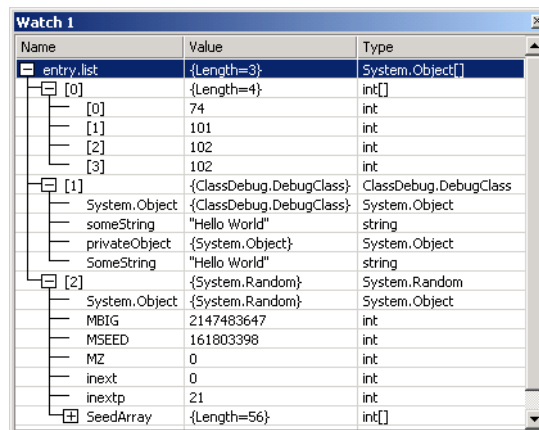 Watch 1
Name Value Type
entry.list {Length=3} System.Object[]
[0] {Length=4} int[]
[0] 74 int
[1] 101 int
[2] 102 int
[3] 102 int
[1] {ClassDebug.DebugClass} ClassDebug.DebugClass
System.Object {ClassDebug.DebugClass} System.Object
someString "Hello World" string
privateObject {System.Object} System.Object
SomeString "Hello World" string
[2] {System.Random} System.Random
System.Object {System.Random} System.Object
MBIG 2147483647 int
MSEED 161803398 int
MZ 0 int
inext 0 int
inextp 21 int
SeedArray {Length=56} int[]